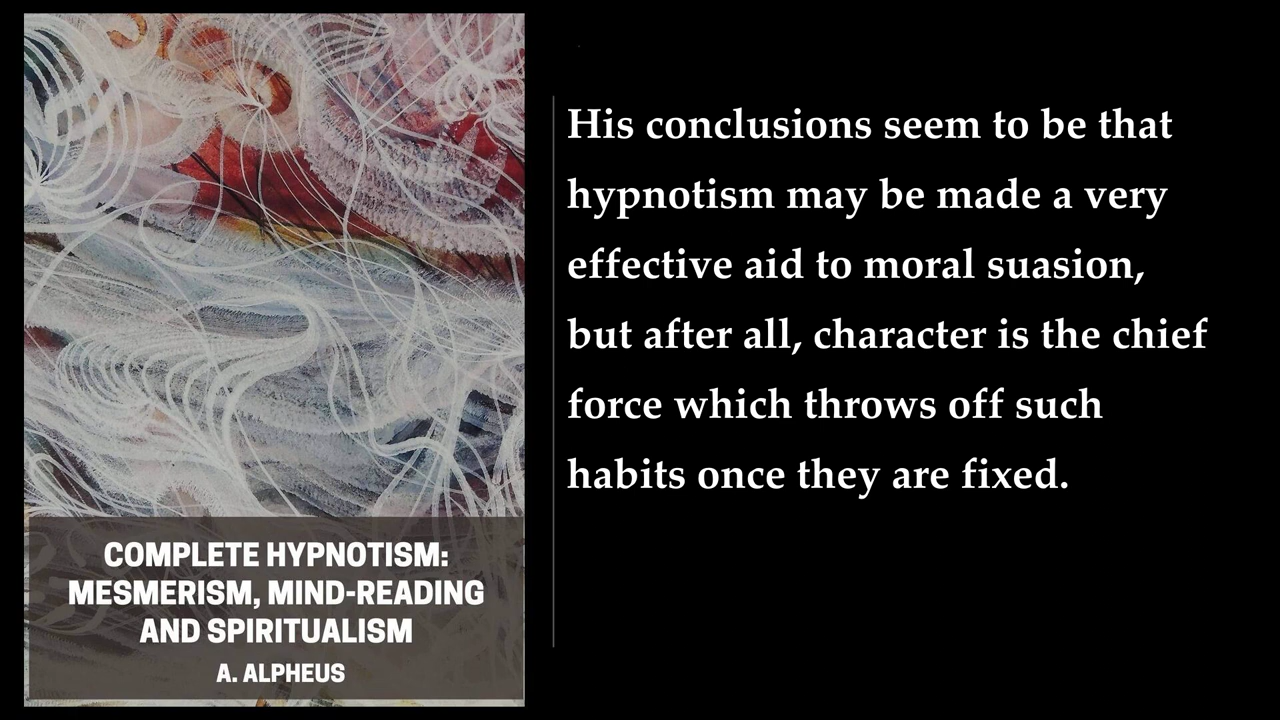 His conclusions seem to be that
hypnotism may be made a very
effective aid to moral suasion,
but after all, character is the chief
force which throws off such
habits once they are fixed.
COMPLETE HYPNOTISM:
MESMERISM, MIND-READING
AND SPIRITUALISM
A. ALPHEUS